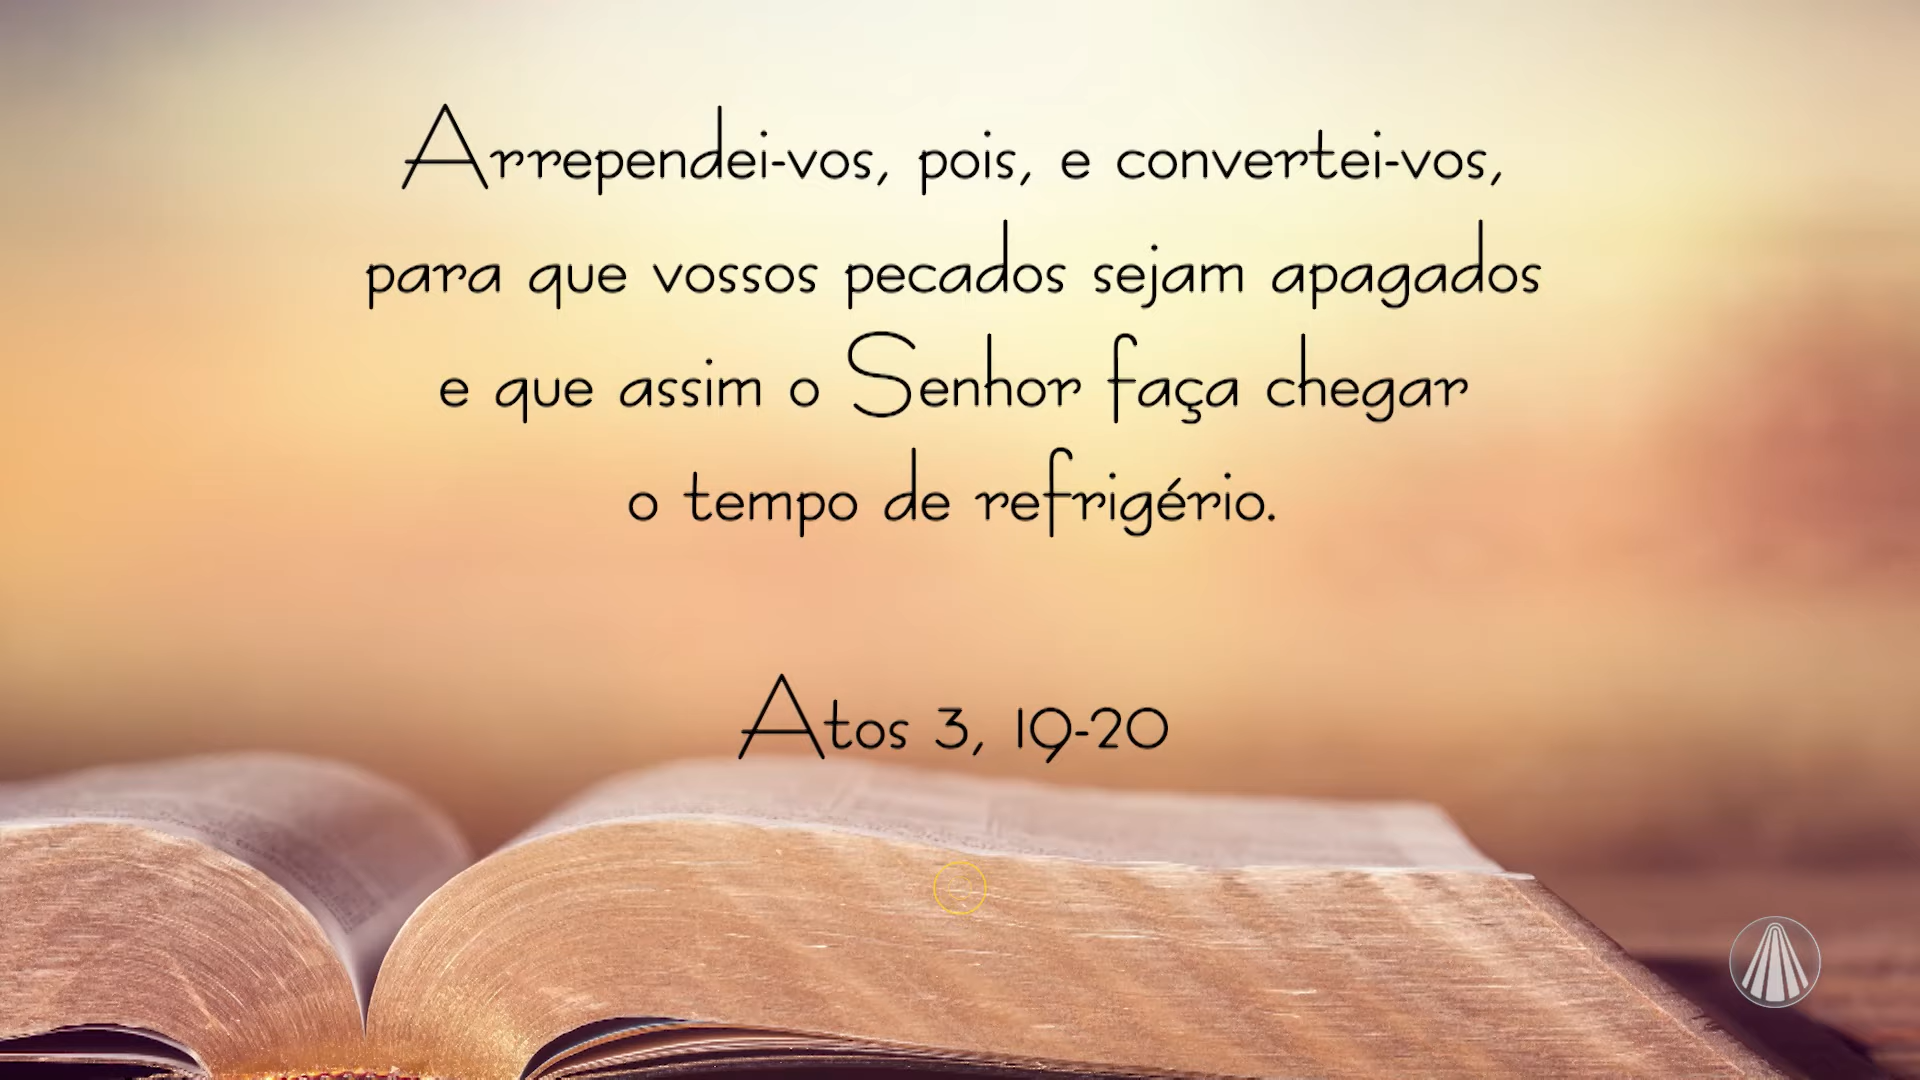 Arrependei-vos, pois, e convertei-vos,
para que vossos pecados sejam apagados
e que assim o Senhor faça chegar
o tempo de refrigério.
Atos 3, 19-20